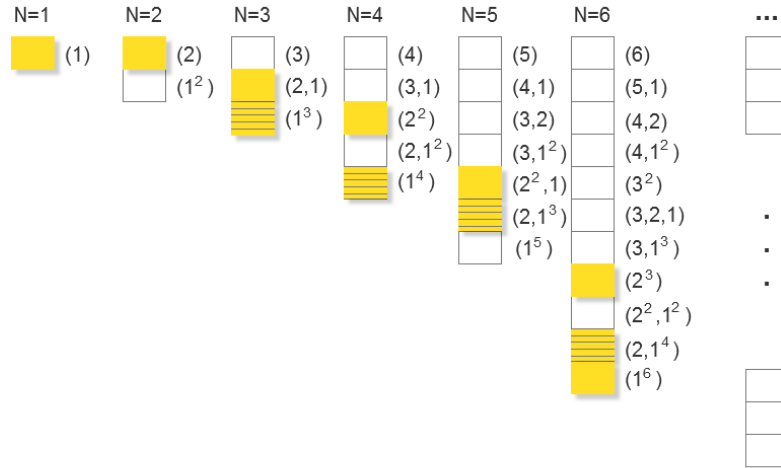 N=1 N=2 N=3 N=4 N=5 N=6 ...
(1) (2) (3) (4) (5) (6)
(1²) (2,1) (3,1) (4,1) (5,1)
(1³) (2²) (3,2) (4,2)
(2,1²) (3,1²) (4,1²)
(1⁴) (2²,1) (3²)
(2,1³) (3,2,1)
(1⁵) (3,1³)
(2³)
(2²,1²)
(2,1⁴)
(1⁶)